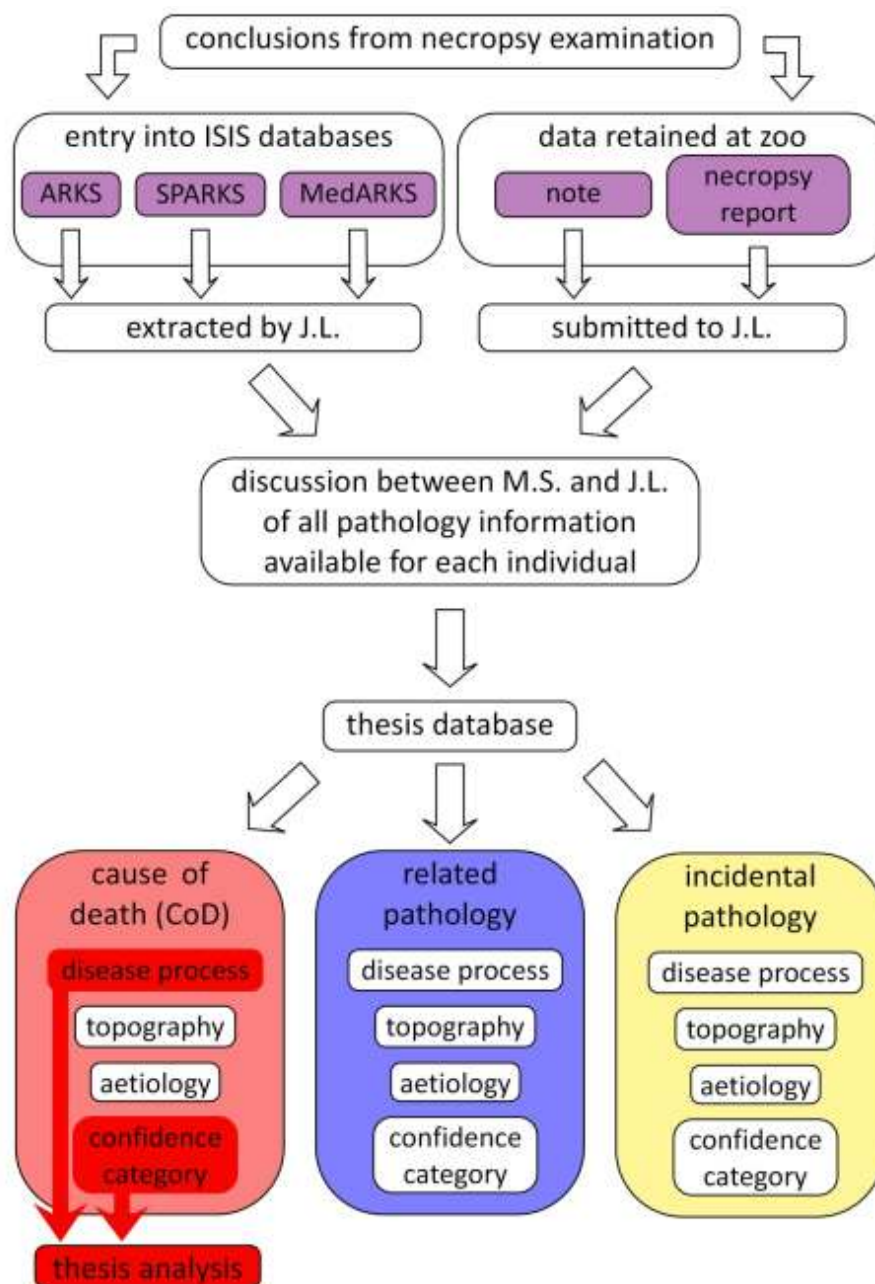 conclusions from necropsy examination
entry into ISIS databases
ARKS
SPARKS
MedARKS
data retained at zoo
note
necropsy
report
extracted by J.L.
submitted to J.L.
discussion between M.S. and J.L.
of all pathology information
available for each individual
thesis database
cause of
death (CoD)
disease process
topography
aetiology
confidence
category
thesis analysis
related
pathology
disease process
topography
aetiology
confidence
category
incidental
pathology
disease process
topography
aetiology
confidence
category